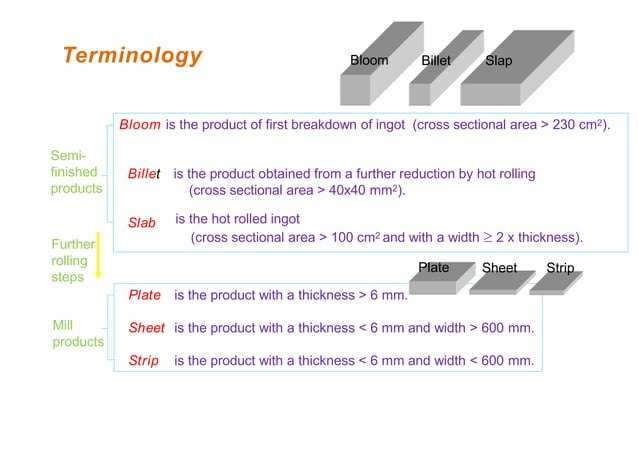 Terminology
Bloom Billet Slap
Bloom is the product of first breakdown of ingot (cross sectional area > 230 cm²).
Semi-
finished
products
Billet is the product obtained from a further reduction by hot rolling
(cross sectional area > 40x40 mm²).
Slab is the hot rolled ingot
(cross sectional area > 100 cm² and with a width ≥ 2 x thickness).
Further
rolling
steps
Plate Sheet Strip
Plate is the product with a thickness > 6 mm.
Mill
products
Sheet is the product with a thickness < 6 mm and width > 600 mm.
Strip is the product with a thickness < 6 mm and width < 600 mm.